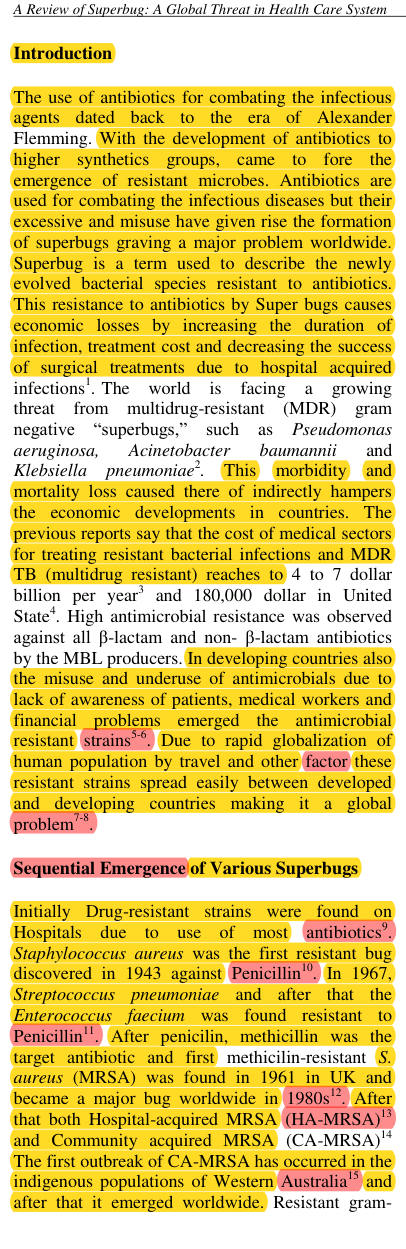 A Review of Superbug: A Global Threat in Health Care System
Introduction
The use of antibiotics for combating the infectious
agents dated back to the era of Alexander
Flemming. With the development of antibiotics to
higher synthetics groups, came to fore the
emergence of resistant microbes. Antibiotics are
used for combating the infectious diseases but their
excessive and misuse have given rise the formation
of superbugs graving a major problem worldwide.
Superbug is a term used to describe the newly
evolved bacterial species resistant to antibiotics.
This resistance to antibiotics by Super bugs causes
economic losses by increasing the duration of
infection, treatment cost and decreasing the success
of surgical treatments due to hospital acquired
infections1. The world is facing a growing
threat from multidrug-resistant (MDR) gram
negative “superbugs,” such as Pseudomonas
aeruginosa, Acinetobacter baumannii and
Klebsiella pneumoniae2. This morbidity and
mortality loss caused there of indirectly hampers
the economic developments in countries. The
previous reports say that the cost of medical sectors
for treating resistant bacterial infections and MDR
TB (multidrug resistant) reaches to 4 to 7 dollar
billion per year3 and 180,000 dollar in United
State4. High antimicrobial resistance was observed
against all β-lactam and non- β-lactam antibiotics
by the MBL producers. In developing countries also
the misuse and underuse of antimicrobials due to
lack of awareness of patients, medical workers and
financial problems emerged the antimicrobial
resistant strains5-6. Due to rapid globalization of
human population by travel and other factor these
resistant strains spread easily between developed
and developing countries making it a global
problem7-8.
Sequential Emergence of Various Superbugs
Initially Drug-resistant strains were found on
Hospitals due to use of most antibiotics9.
Staphylococcus aureus was the first resistant bug
discovered in 1943 against Penicillin10. In 1967,
Streptococcus pneumoniae and after that the
Enterococcus faecium was found resistant to
Penicillin11. After penicilin, methicillin was the
target antibiotic and first methicilin-resistant S.
aureus (MRSA) was found in 1961 in UK and
became a major bug worldwide in 1980s12. After
that both Hospital-acquired MRSA (HA-MRSA)13
and Community acquired MRSA (CA-MRSA)14
The first outbreak of CA-MRSA has occurred in the
indigenous populations of Western Australia15 and
after that it emerged worldwide. Resistant gram-